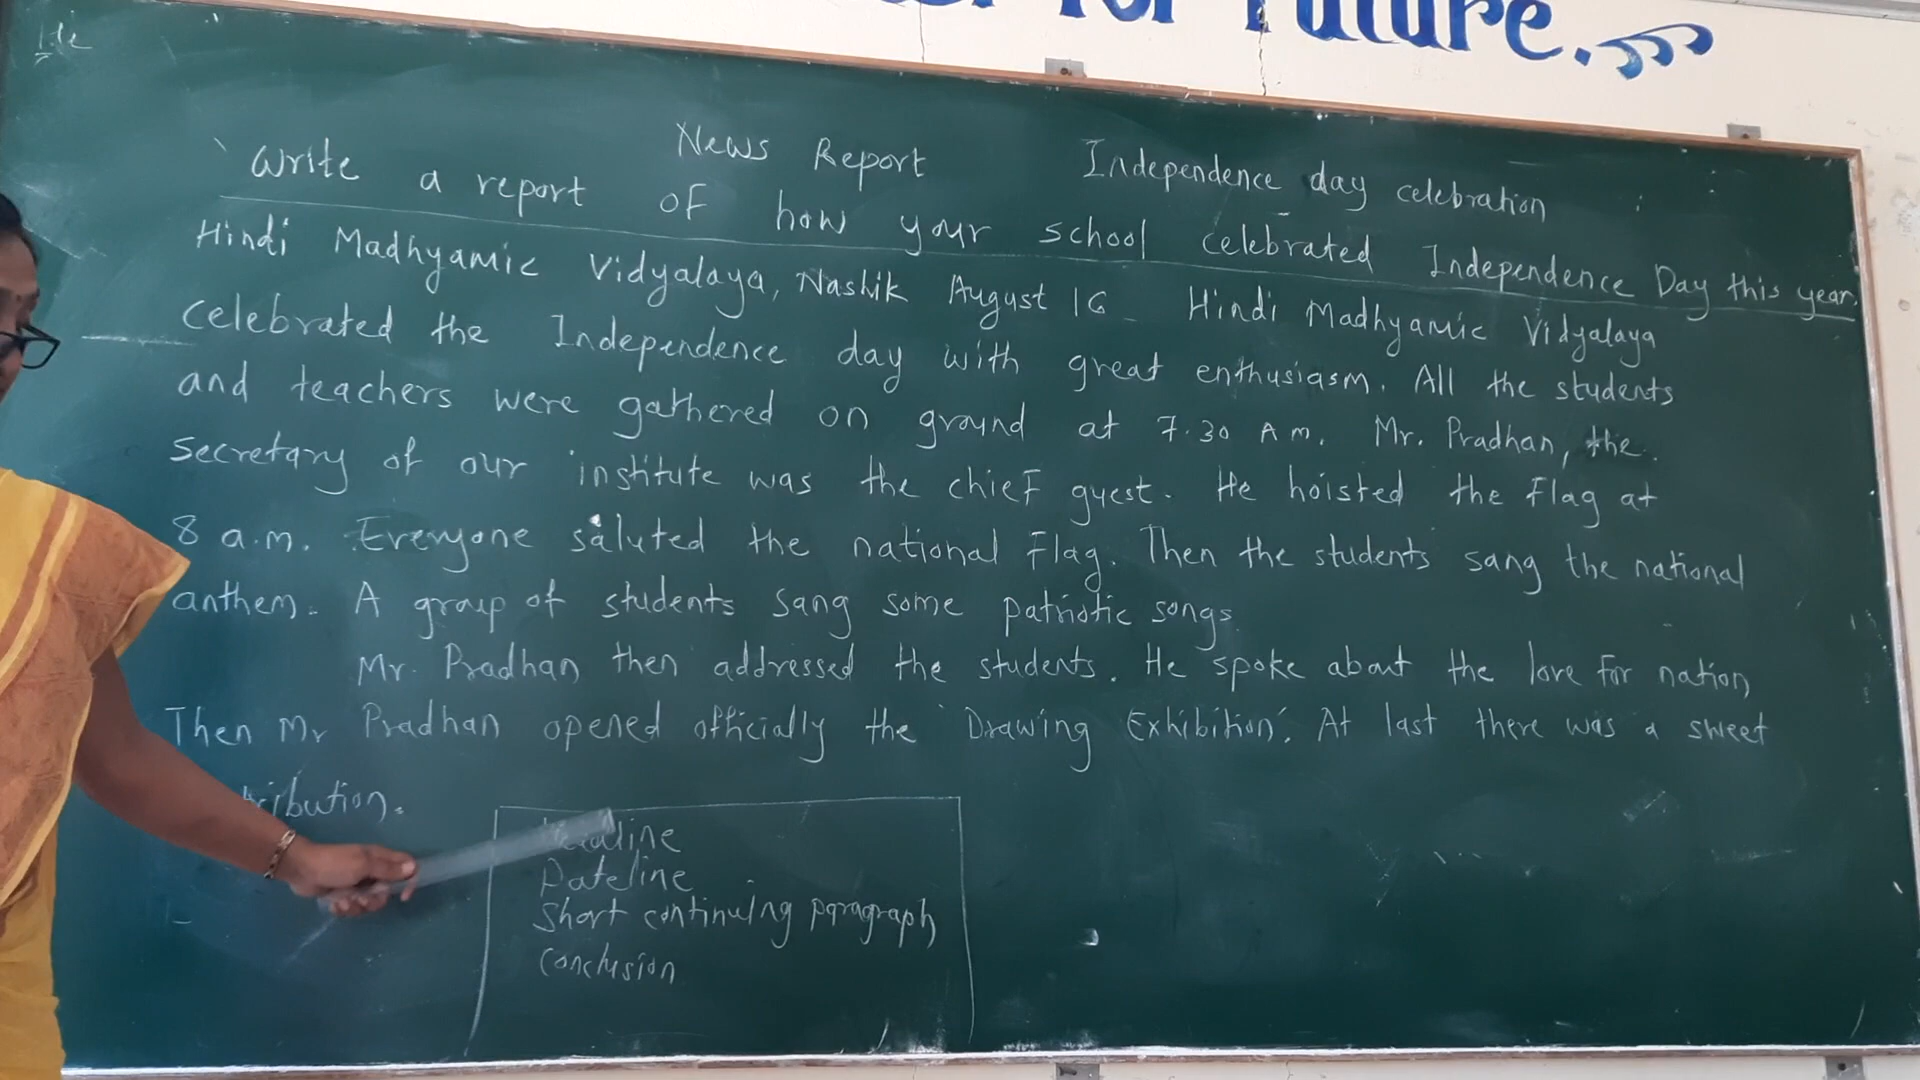 for Future.
News Report Independence day celebration
Write a report of how your school celebrated Independence Day this year.
Hindi Madhyamic Vidyalaya, Nashik August 16 - Hindi Madhyamic Vidyalaya
celebrated the Independence day with great enthusiasm. All the students
and teachers were gathered on ground at 7.30 A.m. Mr. Pradhan, the.
secretary of our institute was the chief guest. He hoisted the flag at
8 a.m. Everyone saluted the national Flag. Then the students sang the national
anthem. A group of students sang some patriotic songs.
Mr. Pradhan then addressed the students. He spoke about the love for nation
Then Mr Pradhan opened officially the 'Drawing Exhibition'. At last there was a sweet
tribution.
Headline
Dateline
Short continuing paragraph
Conclusion